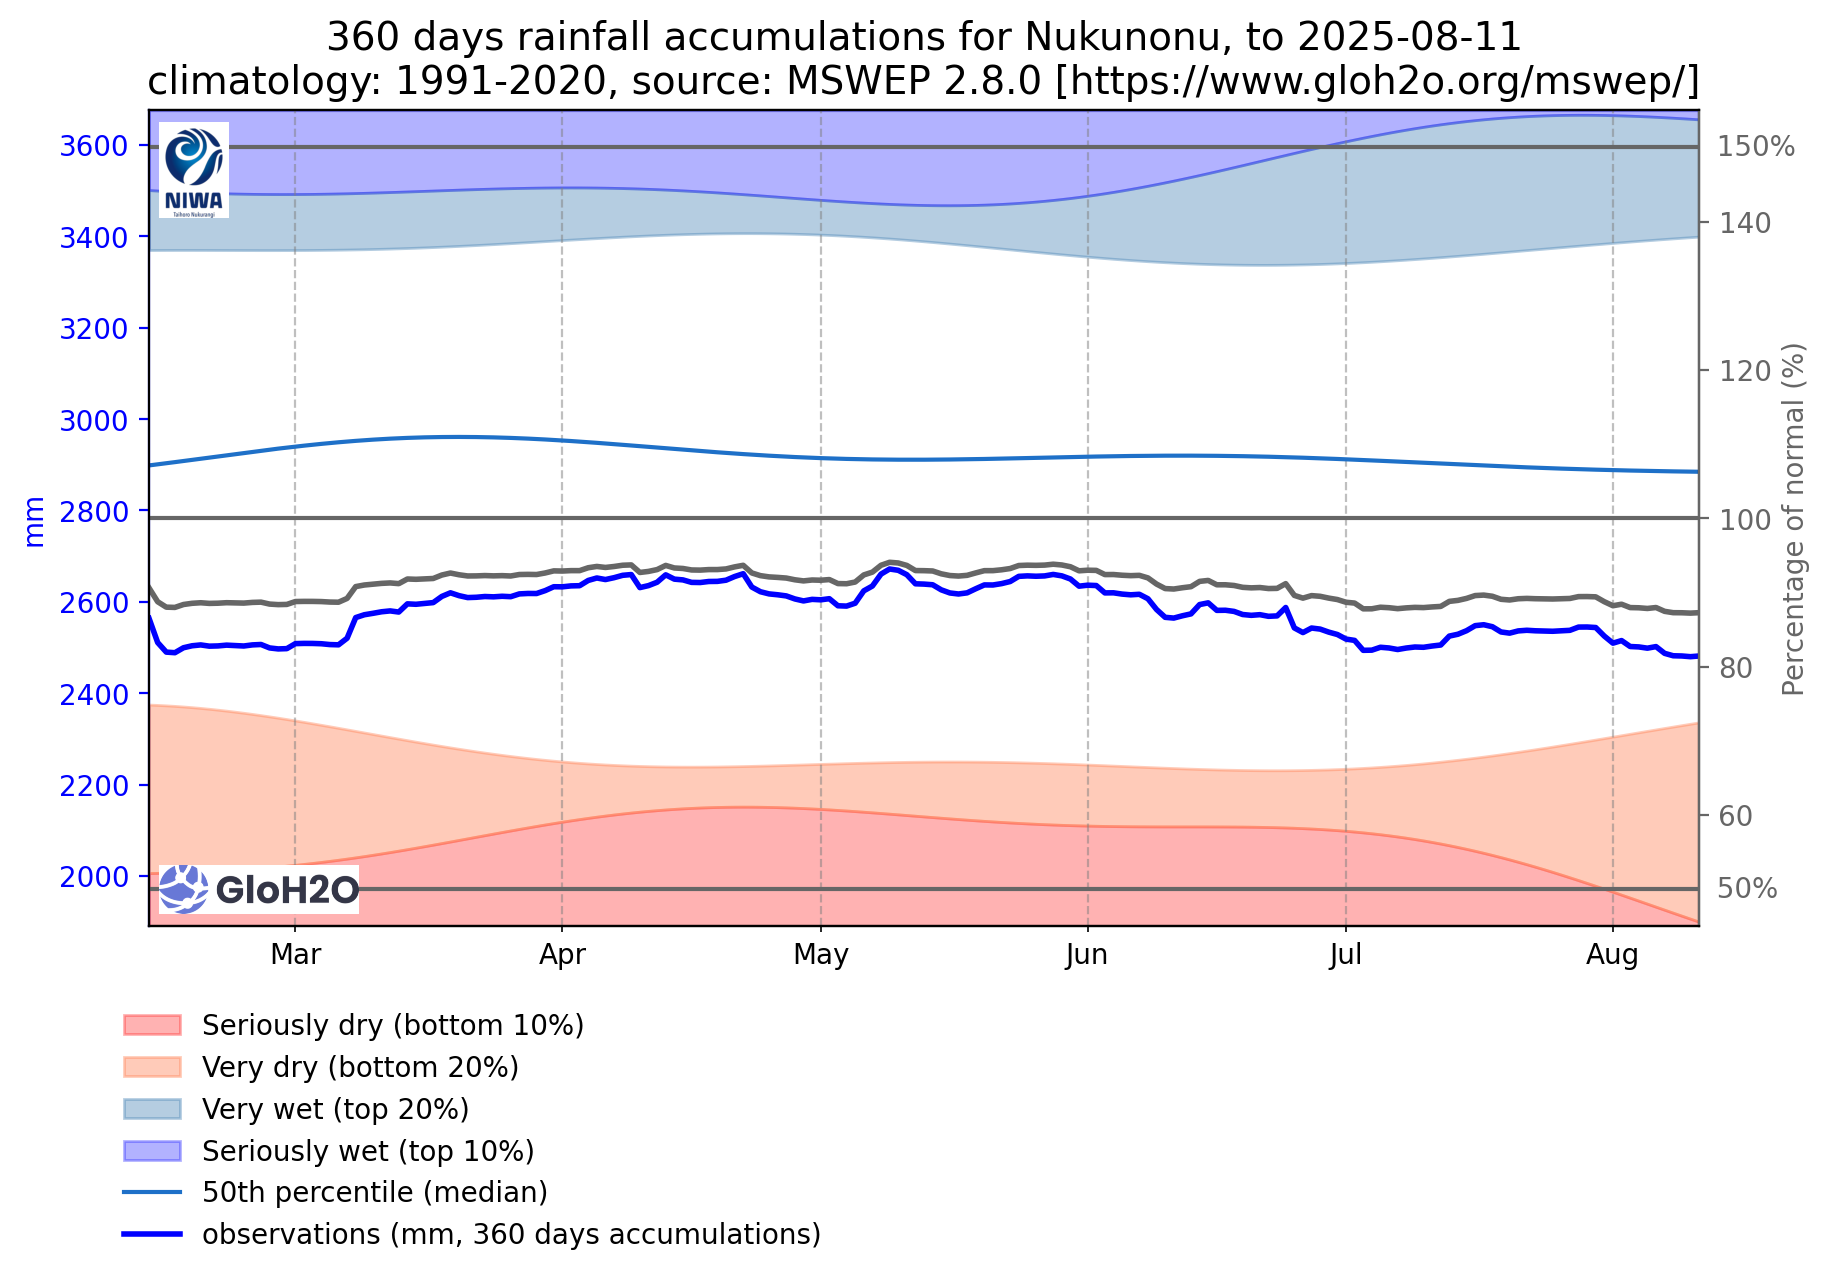 360 days rainfall accumulations for Nukunonu, to 2025-08-11
climatology: 1991-2020, source: MSWEP 2.8.0 [https://www.gloh2o.org/mswep/]
NIWA
Taihoro Nukurangi
3600
3400
3200
3000
2800
2600
2400
2200
2000
mm
150%
140
120
100
80
60
50%
Percentage of normal (%)
GloH2O
Mar
Apr
May
Jun
Jul
Aug
Seriously dry (bottom 10%)
Very dry (bottom 20%)
Very wet (top 20%)
Seriously wet (top 10%)
50th percentile (median)
observations (mm, 360 days accumulations)